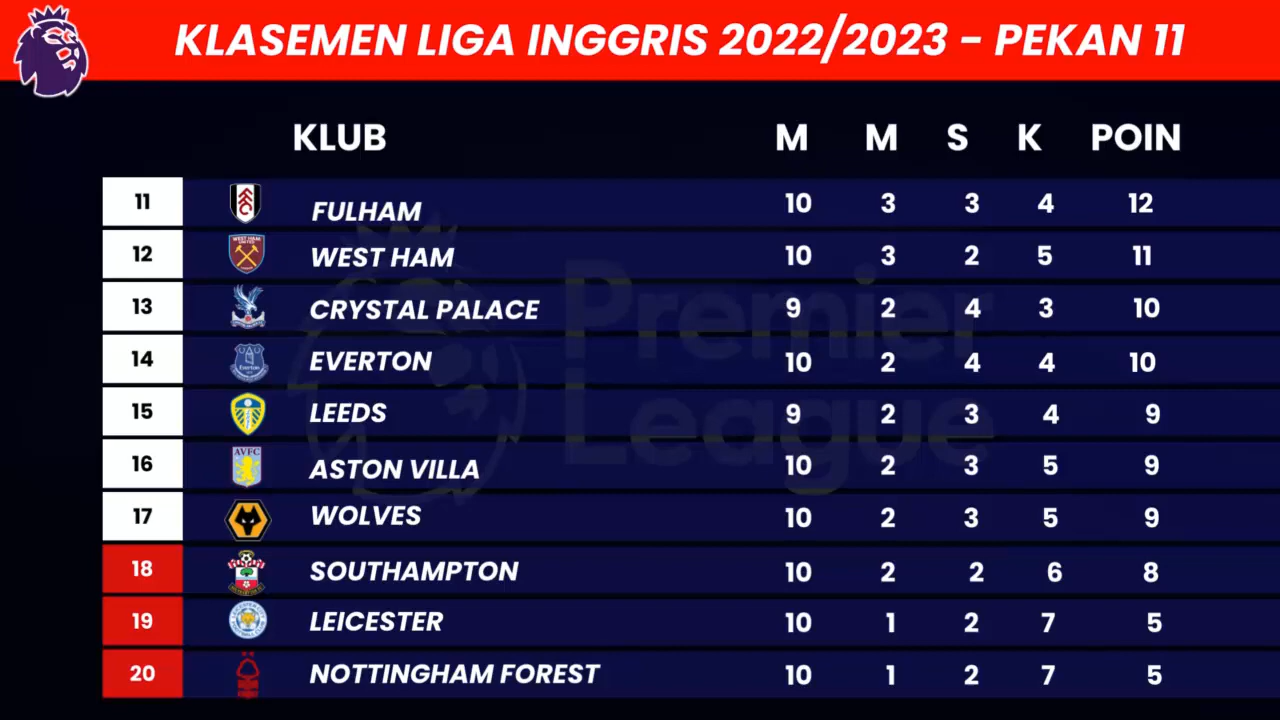 KLASEMEN LIGA INGGRIS 2022/2023 - PEKAN 11
KLUB M M S K POIN
11 FULHAM 10 3 3 4 12
12 WEST HAM 10 3 2 5 11
13 CRYSTAL PALACE 9 2 4 3 10
14 EVERTON 10 2 4 4 10
15 LEEDS 9 2 3 4 9
16 AVFC ASTON VILLA 10 2 3 5 9
17 WOLVES 10 2 3 5 9
18 SOUTHAMPTON 10 2 2 6 8
19 LEICESTER 10 1 2 7 5
20 NOTTINGHAM FOREST 10 1 2 7 5
Premier
League